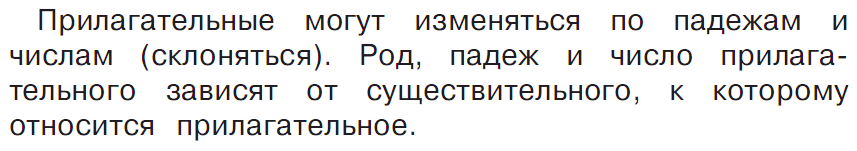 Прилагательные могут изменяться по падежам и
числам (склоняться). Род, падеж и число прилага-
тельного зависят от существительного, к которому
относится прилагательное.